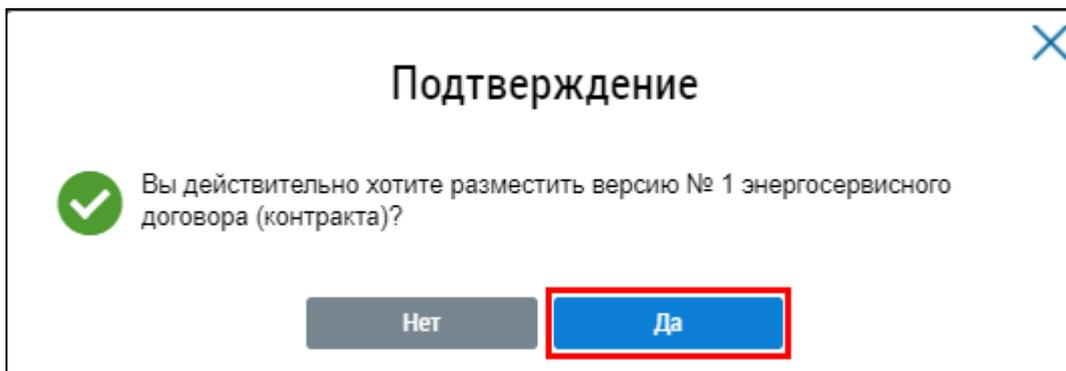 Подтверждение
Вы действительно хотите разместить версию № 1 энергосервисного
договора (контракта)?
Нет
Да